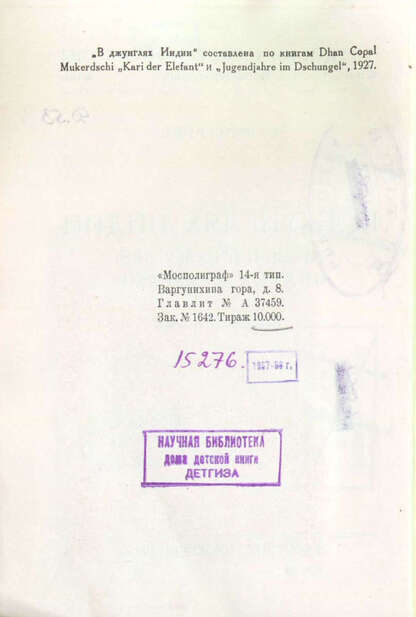 „В джунглях Индии“ составлена по книгам Dhan Copal
Mukerdschi „Kari der Elefant“ и „Jugendjahre im Dschungel“, 1927.
«Мосполиграф» 14-я тип.
Варгунихина гора, д. 8.
Главлит № А 37459.
Зак. № 1642. Тираж 10.000.
15276.
НАУЧНАЯ БИБЛИОТЕКА
дома детской книги
ДЕТГИЗА